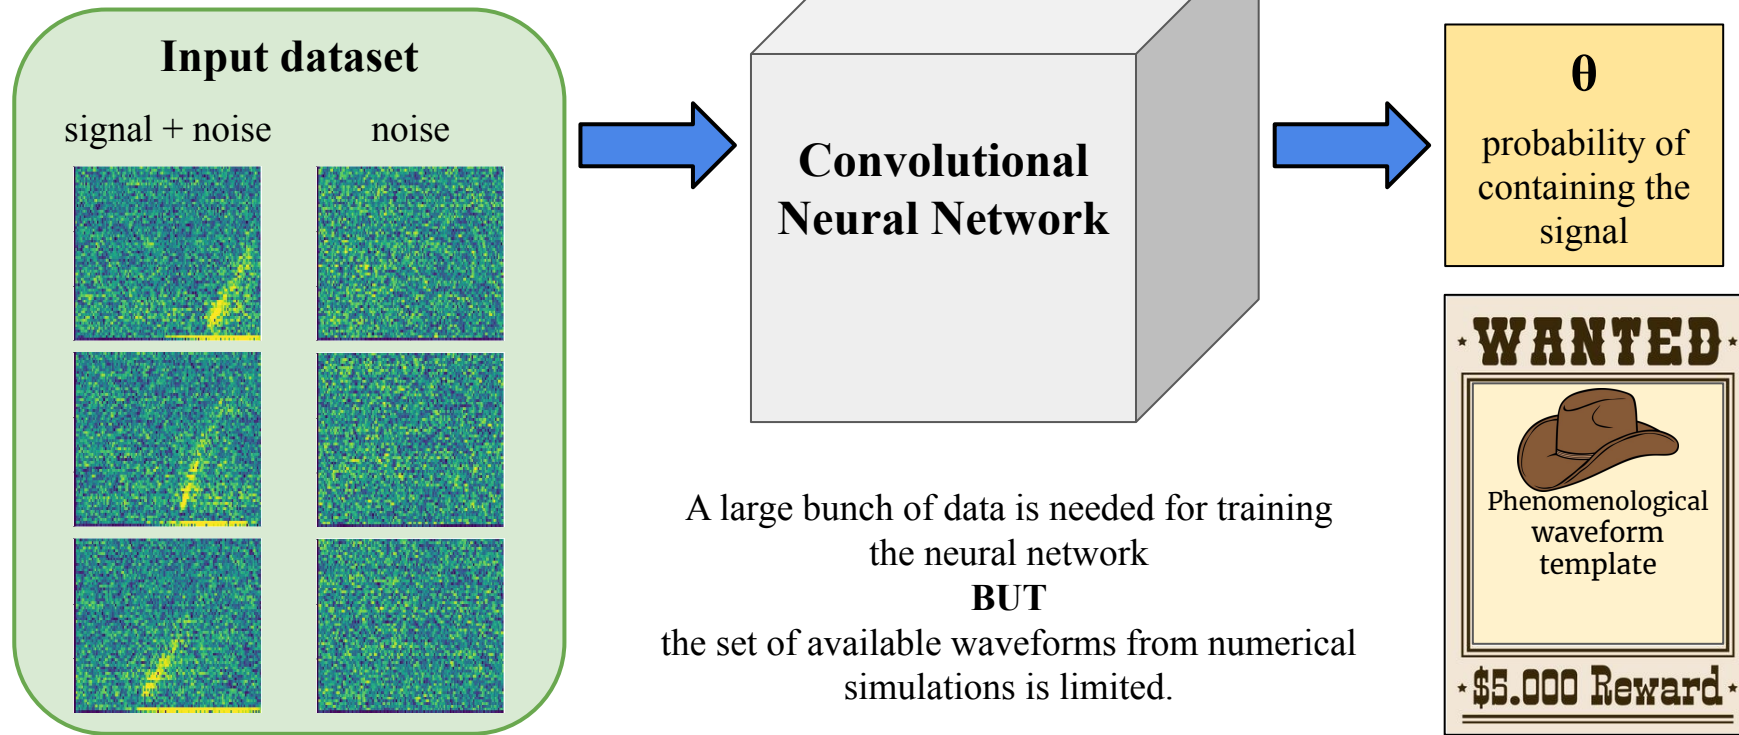 Input dataset
signal + noise
noise
Convolutional
Neural Network
θ
probability of
containing the
signal
A large bunch of data is needed for training
the neural network
BUT
the set of available waveforms from numerical
simulations is limited.
WANTED
Phenomenological
waveform
template
$5.000 Reward